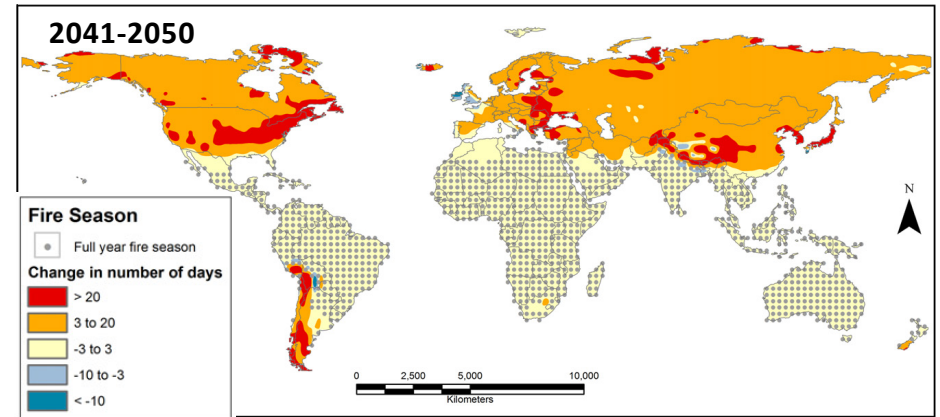 2041-2050
N
Fire Season
Full year fire season
Change in number of days
> 20
3 to 20
-3 to 3
-10 to -3
< -10
0 2,500 5,000 10,000
Kilometers